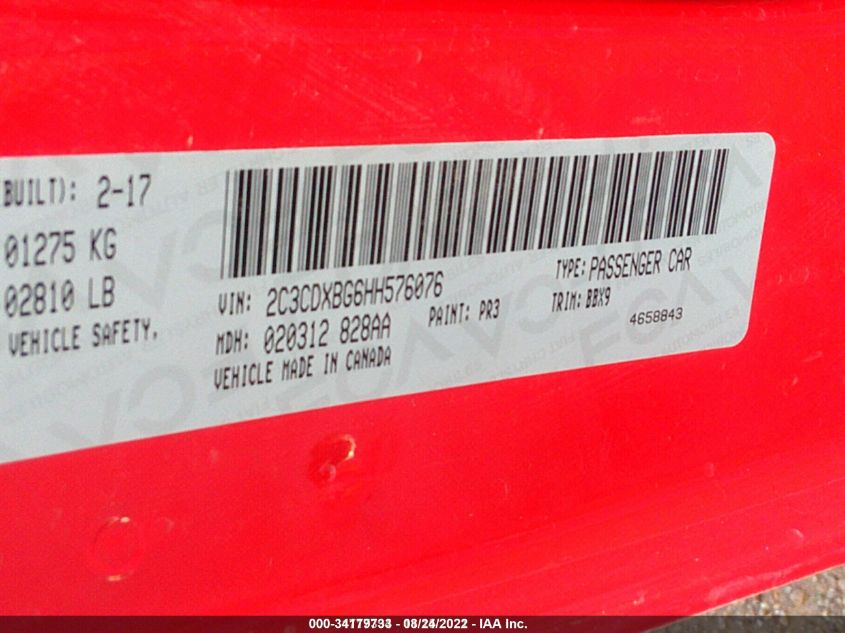 BUILT): 2-17
01275 KG
02810 LB
VEHICLE SAFETY.
VIN: 2C3CDXBG6HH576076
TYPE: PASSENGER CAR
MDH: 020312 828AA
PAINT: PR3
TRIM: BBX9
4658843
VEHICLE MADE IN CANADA
000-34179733 - 08/24/2022 - IAA Inc.